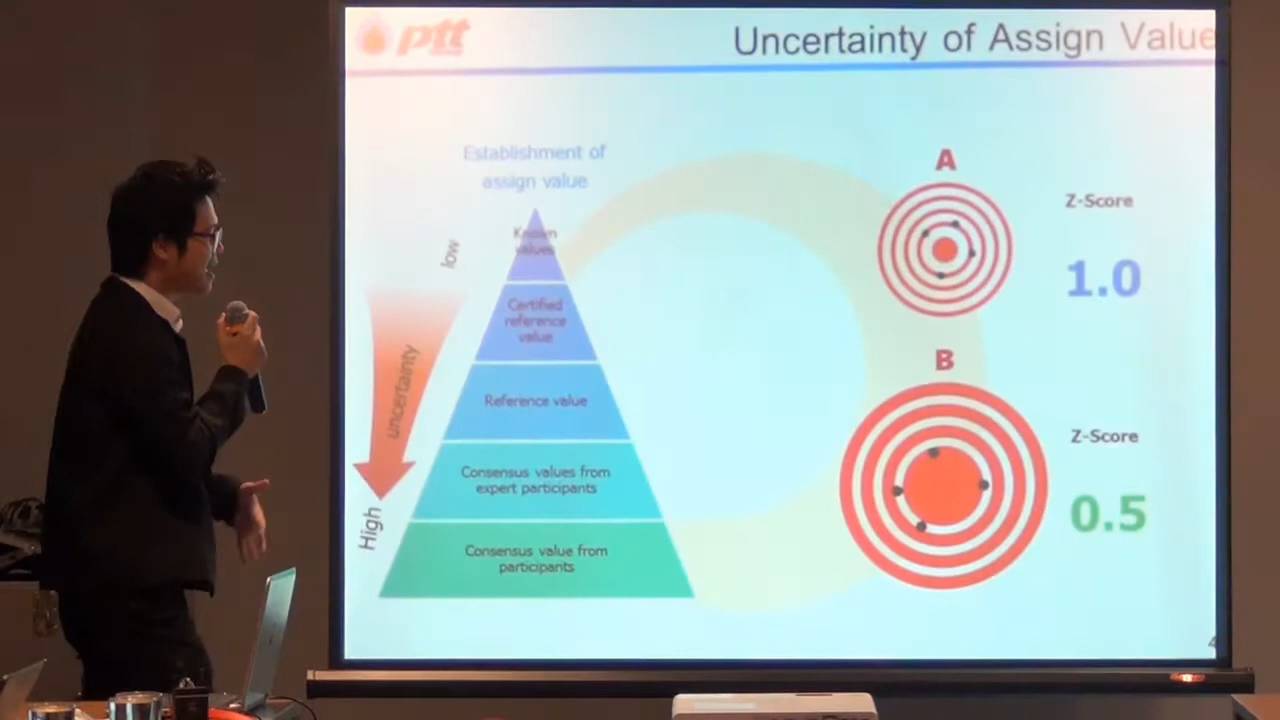 ptt
Uncertainty of Assign Value
Establishment of
assign value
low
uncertainty
High
Known
values
Certified
reference
value
Reference value
Consensus values from
expert participants
Consensus value from
participants
A
Z-Score
1.0
B
Z-Score
0.5
4